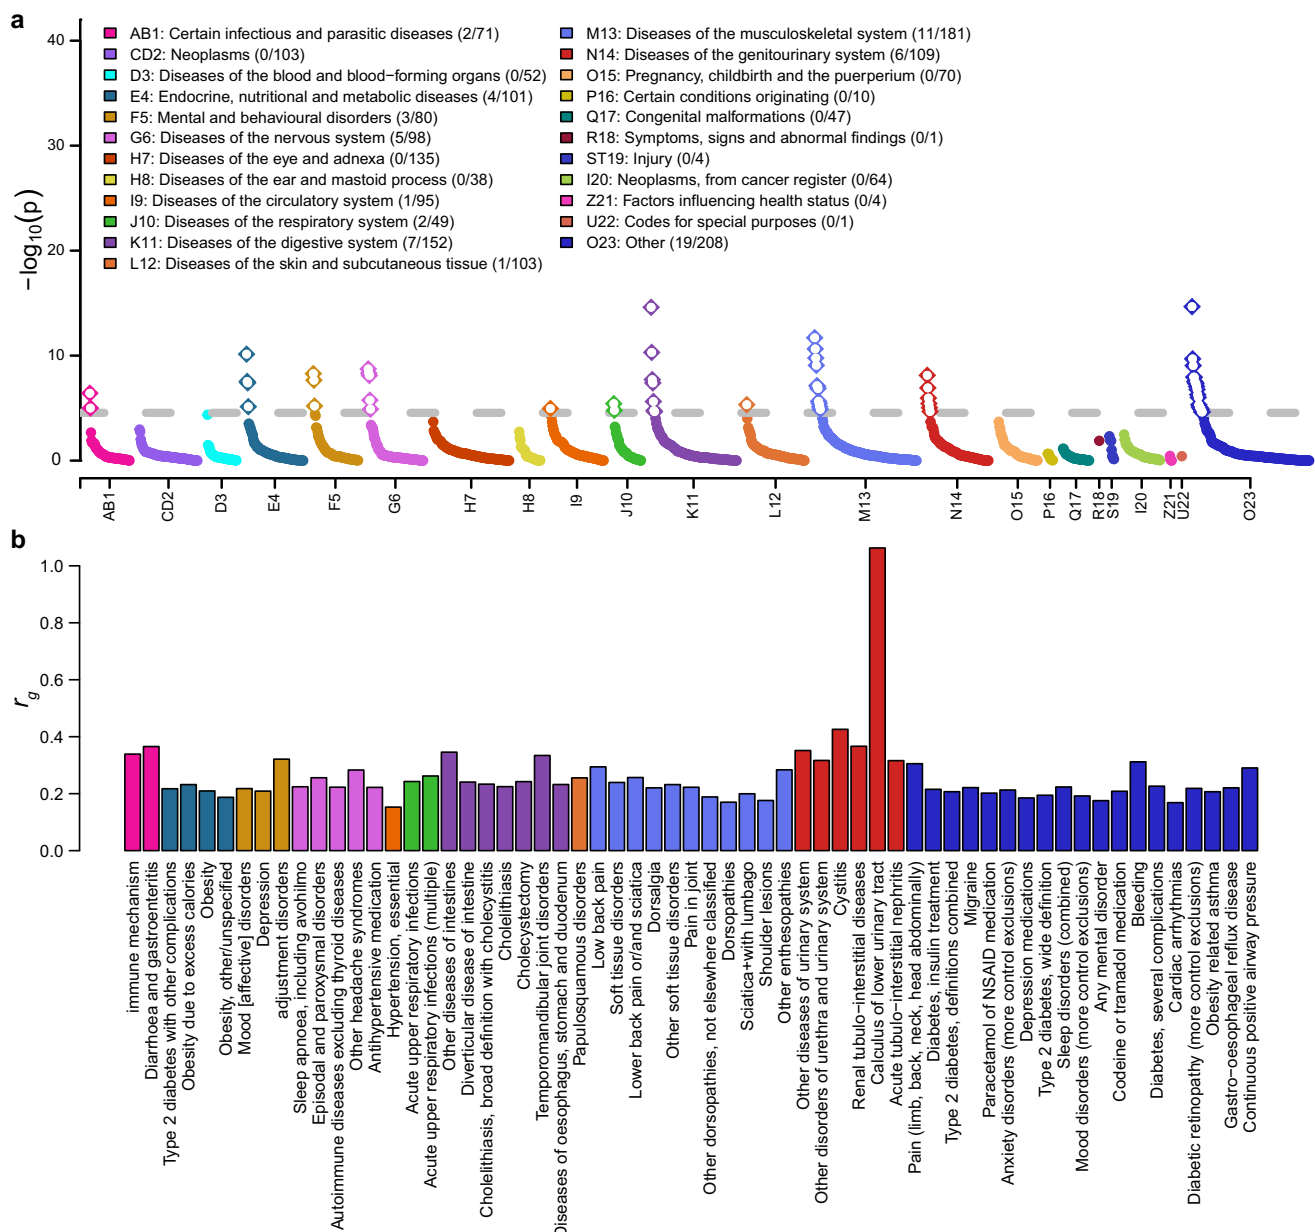 a
AB1: Certain infectious and parasitic diseases (2/71)
CD2: Neoplasms (0/103)
D3: Diseases of the blood and blood−forming organs (0/52)
E4: Endocrine, nutritional and metabolic diseases (4/101)
F5: Mental and behavioural disorders (3/80)
G6: Diseases of the nervous system (5/98)
H7: Diseases of the eye and adnexa (0/135)
H8: Diseases of the ear and mastoid process (0/38)
I9: Diseases of the circulatory system (1/95)
J10: Diseases of the respiratory system (2/49)
K11: Diseases of the digestive system (7/152)
L12: Diseases of the skin and subcutaneous tissue (1/103)
M13: Diseases of the musculoskeletal system (11/181)
N14: Diseases of the genitourinary system (6/109)
O15: Pregnancy, childbirth and the puerperium (0/70)
P16: Certain conditions originating (0/10)
Q17: Congenital malformations (0/47)
R18: Symptoms, signs and abnormal findings (0/1)
ST19: Injury (0/4)
I20: Neoplasms, from cancer register (0/64)
Z21: Factors influencing health status (0/4)
U22: Codes for special purposes (0/1)
O23: Other (19/208)
−log10(p)
40
30
20
10
0
AB1
CD2
D3
E4
F5
G6
H7
H8
I9
J10
K11
L12
M13
N14
O15
P16
Q17
R18
S19
I20
Z21
U22
O23
b
rg
1.0
0.8
0.6
0.4
0.2
0.0
immune mechanism
Diarrhoea and gastroenteritis
Type 2 diabetes with other complications
Obesity due to excess calories
Obesity
Obesity, other/unspecified
Mood [affective] disorders
Depression
adjustment disorders
Sleep apnoea, including avohilmo
Episodal and paroxysmal disorders
Autoimmune diseases excluding thyroid diseases
Other headache syndromes
Antihypertensive medication
Hypertension, essential
Acute upper respiratory infections
Acute upper respiratory infections (multiple)
Other diseases of intestines
Diverticular disease of intestine
Cholelithiasis, broad definition with cholecystitis
Cholelithiasis
Cholecystectomy
Temporomandibular joint disorders
Diseases of oesophagus, stomach and duodenum
Papulosquamous disorders
Low back pain
Soft tissue disorders
Lower back pain or/and sciatica
Dorsalgia
Other soft tissue disorders
Pain in joint
Other dorsopathies, not elsewhere classified
Dorsopathies
Sciatica+with lumbago
Shoulder lesions
Other enthesopathies
Other diseases of urinary system
Other disorders of urethra and urinary system
Cystitis
Renal tubulo−interstitial diseases
Calculus of lower urinary tract
Acute tubulo−interstitial nephritis
Pain (limb, back, neck, head abdominally)
Diabetes, insulin treatment
Type 2 diabetes, definitions combined
Migraine
Paracetamol of NSAID medication
Anxiety disorders (more control exclusions)
Depression medications
Type 2 diabetes, wide definition
Sleep disorders (combined)
Mood disorders (more control exclusions)
Any mental disorder
Codeine or tramadol medication
Bleeding
Diabetes, several complications
Cardiac arrhythmias
Diabetic retinopathy (more control exclusions)
Obesity related asthma
Gastro−oesophageal reflux disease
Continuous positive airway pressure